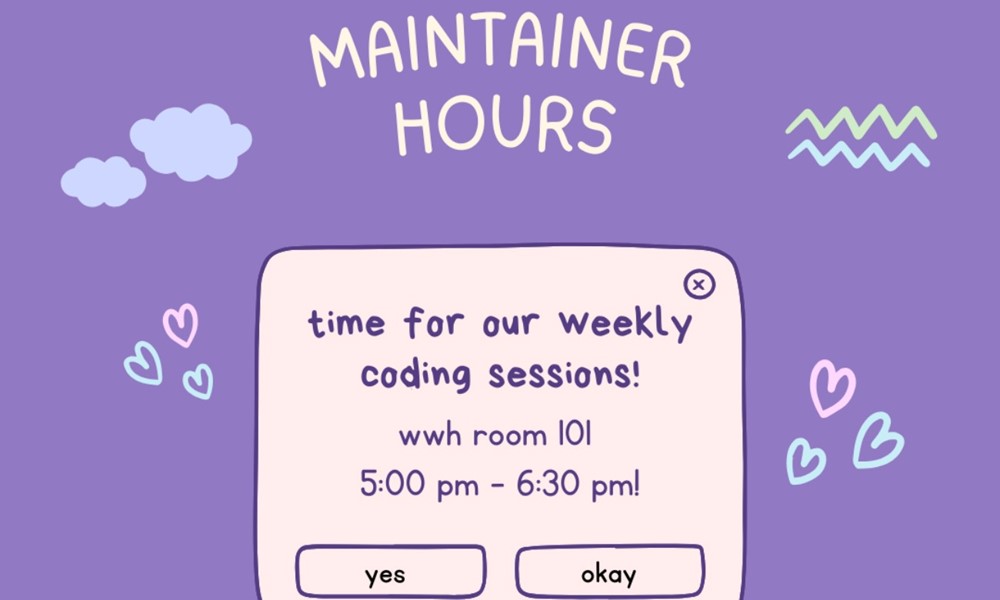 MAINTAINER
HOURS
time for our weekly
coding sessions!
wwh room 101
5:00 pm - 6:30 pm!
yes
okay